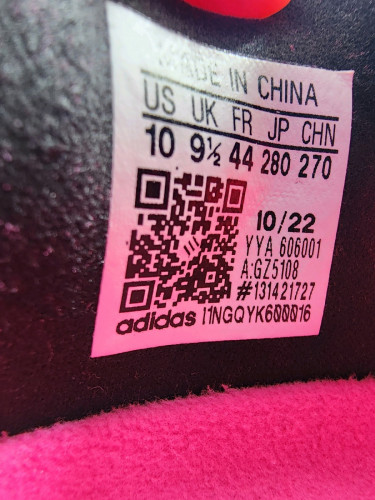 MADE IN CHINA
US UK FR JP CHN
10 9½ 44 280 270
10/22
YYA 606001
A:GZ5108
#131421727
adidas I1NGQYK600016